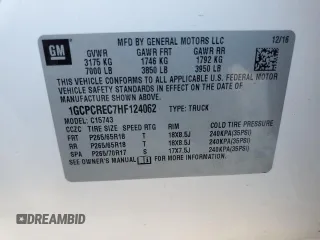 GM
MFD BY GENERAL MOTORS LLC 12/16
GVWR GAWR FRT GAWR RR
3175 KG 1746 KG 1792 KG
7000 LB 3850 LB 3950 LB
THIS VEHICLE CONFORMS TO ALL APPLICABLE U.S. FEDERAL MOTOR
VEHICLE SAFETY STANDARDS IN EFFECT ON THE DATE OF
MANUFACTURE SHOWN ABOVE.
1GCPCREC7HF124062 TYPE: TRUCK
MODEL: C15743
CCZC TIRE SIZE SPEED RTG RIM COLD TIRE PRESSURE
FRT P265/65R18 T 18X8.5J 240KPA(35PSI)
RR P265/65R18 T 18X8.5J 240KPA(35PSI)
SPA P265/70R17 S 17X7.5J 240KPA(35PSI)
SEE OWNER'S MANUAL FOR MORE INFORMATION.
© DREAMBID AUTO